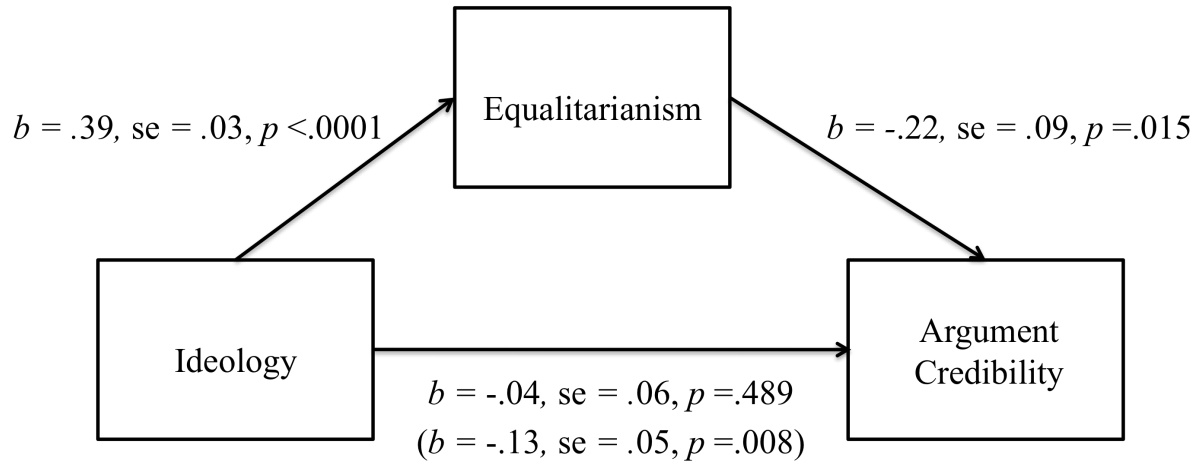 Equalitarianism
b = .39, se = .03, p <.0001
b = -.22, se = .09, p =.015
Ideology
Argument
Credibility
b = -.04, se = .06, p =.489
(b = -.13, se = .05, p =.008)